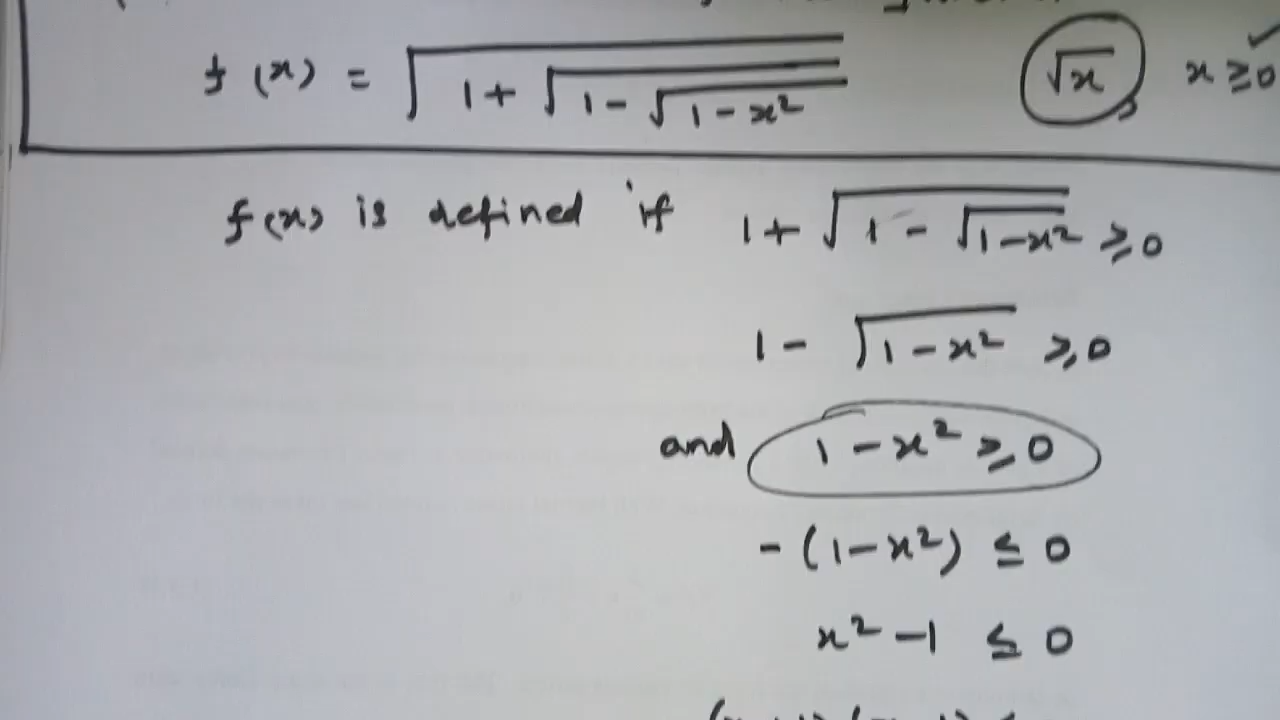 f(x) = √(1+√(1-√(1-x²))) √x, x ≥ 0 ✓
f(x) is defined if 1+√(1-√(1-x²)) ≥ 0
1-√(1-x²) ≥ 0
and 1-x² ≥ 0
-(1-x²) ≤ 0
x²-1 ≤ 0